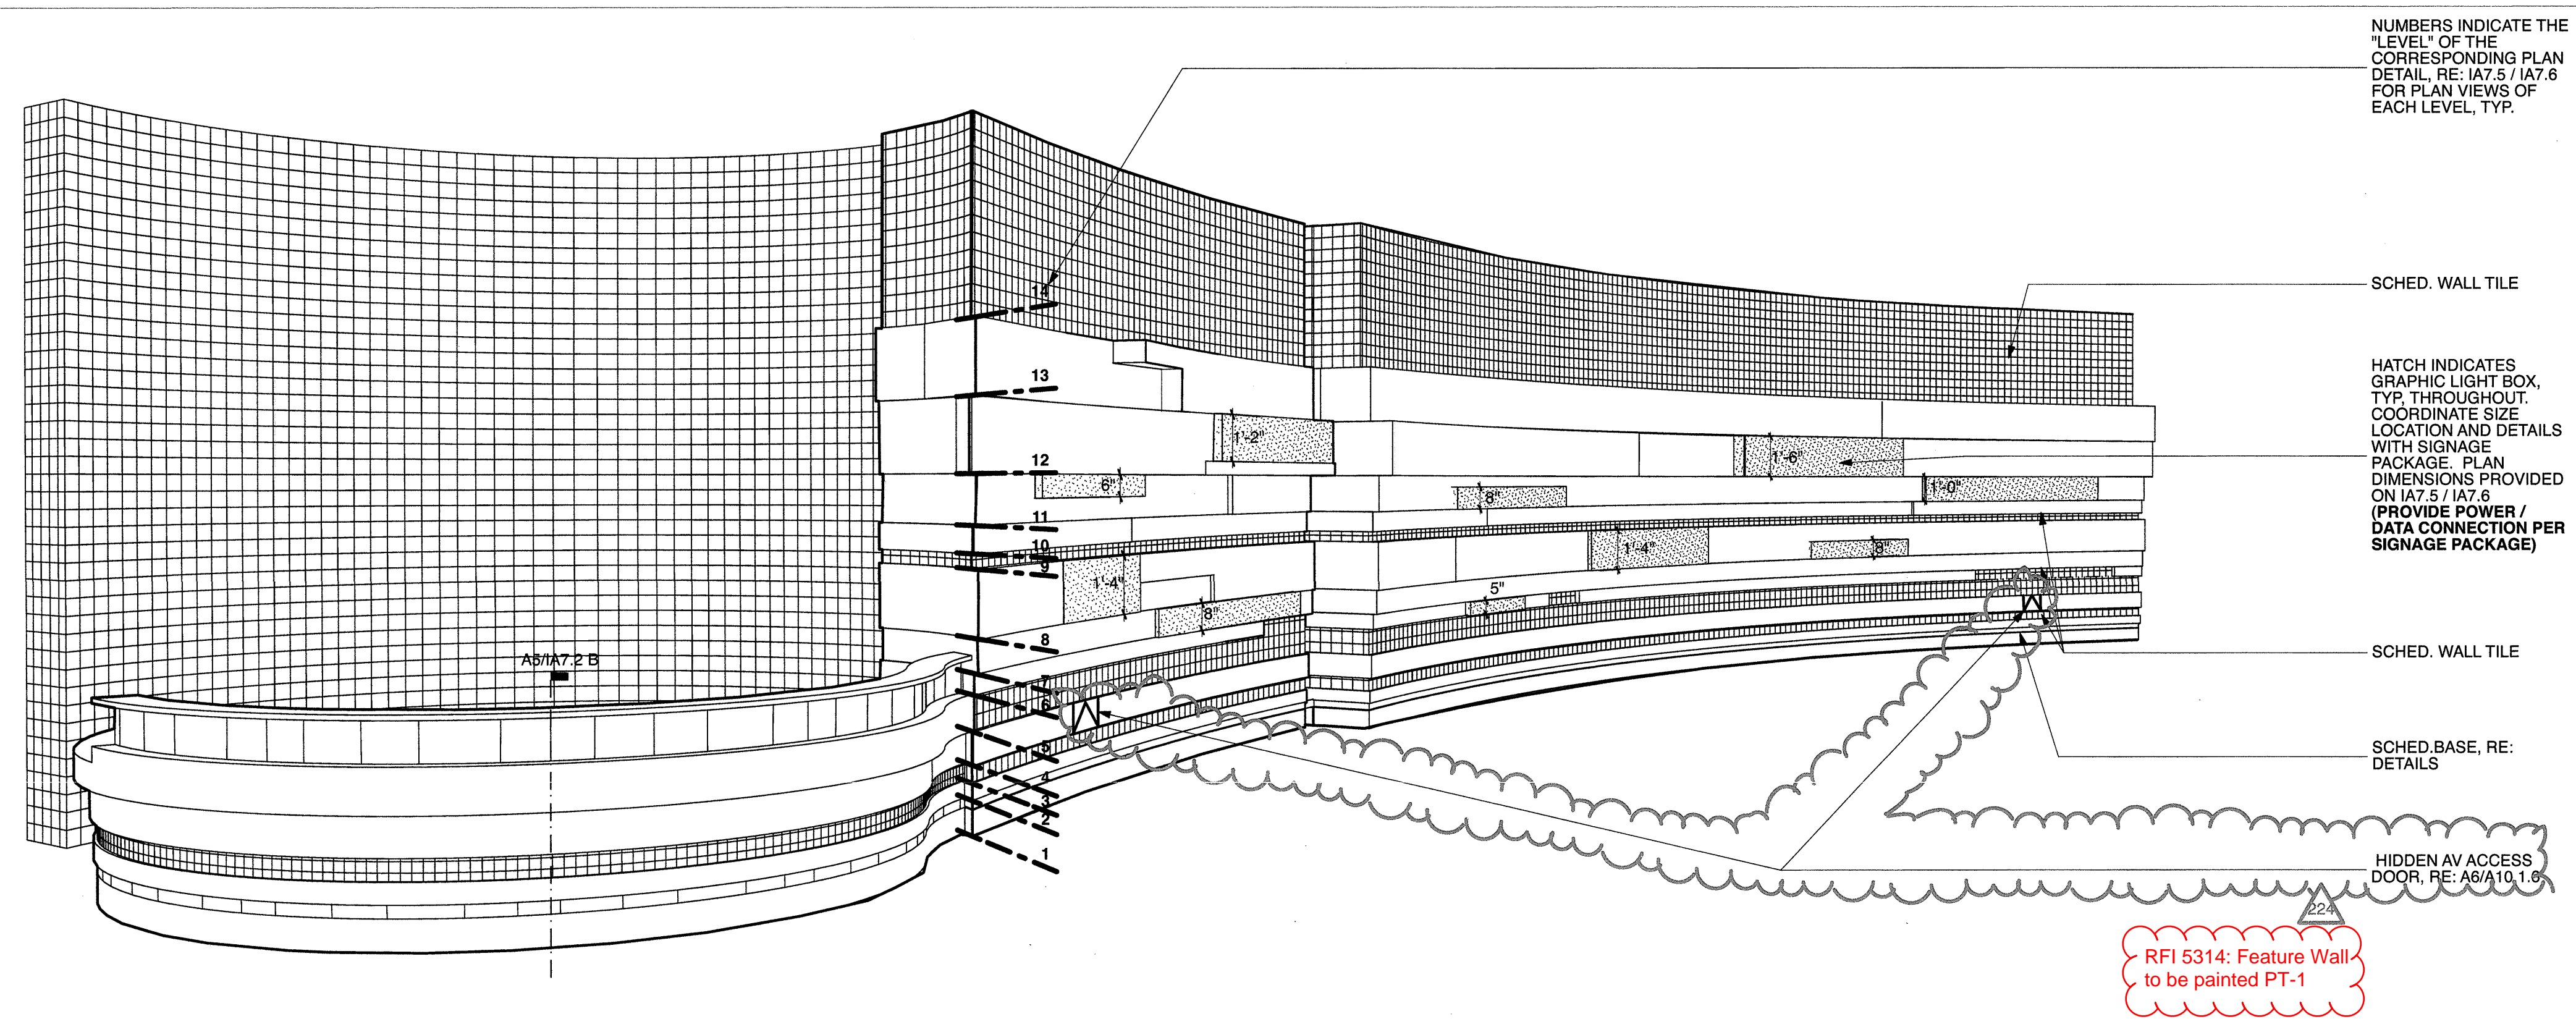 NUMBERS INDICATE THE
"LEVEL" OF THE
CORRESPONDING PLAN
DETAIL, RE: IA7.5 / IA7.6
FOR PLAN VIEWS OF
EACH LEVEL, TYP.
SCHED. WALL TILE
HATCH INDICATES
GRAPHIC LIGHT BOX,
TYP, THROUGHOUT.
COORDINATE SIZE
LOCATION AND DETAILS
WITH SIGNAGE
PACKAGE. PLAN
DIMENSIONS PROVIDED
ON IA7.5 / IA7.6
(PROVIDE POWER /
DATA CONNECTION PER
SIGNAGE PACKAGE)
SCHED. WALL TILE
SCHED.BASE, RE:
DETAILS
HIDDEN AV ACCESS
DOOR, RE: A6/A10.1.6
224
RFI 5314: Feature Wall
to be painted PT-1
14
13
12
11
10
9
8
7
6
5
4
3
2
1
1'-2"
1'-6"
6"
8"
1'-0"
1'-4"
8"
1'-4"
5"
8"
A5/IA7.2 B